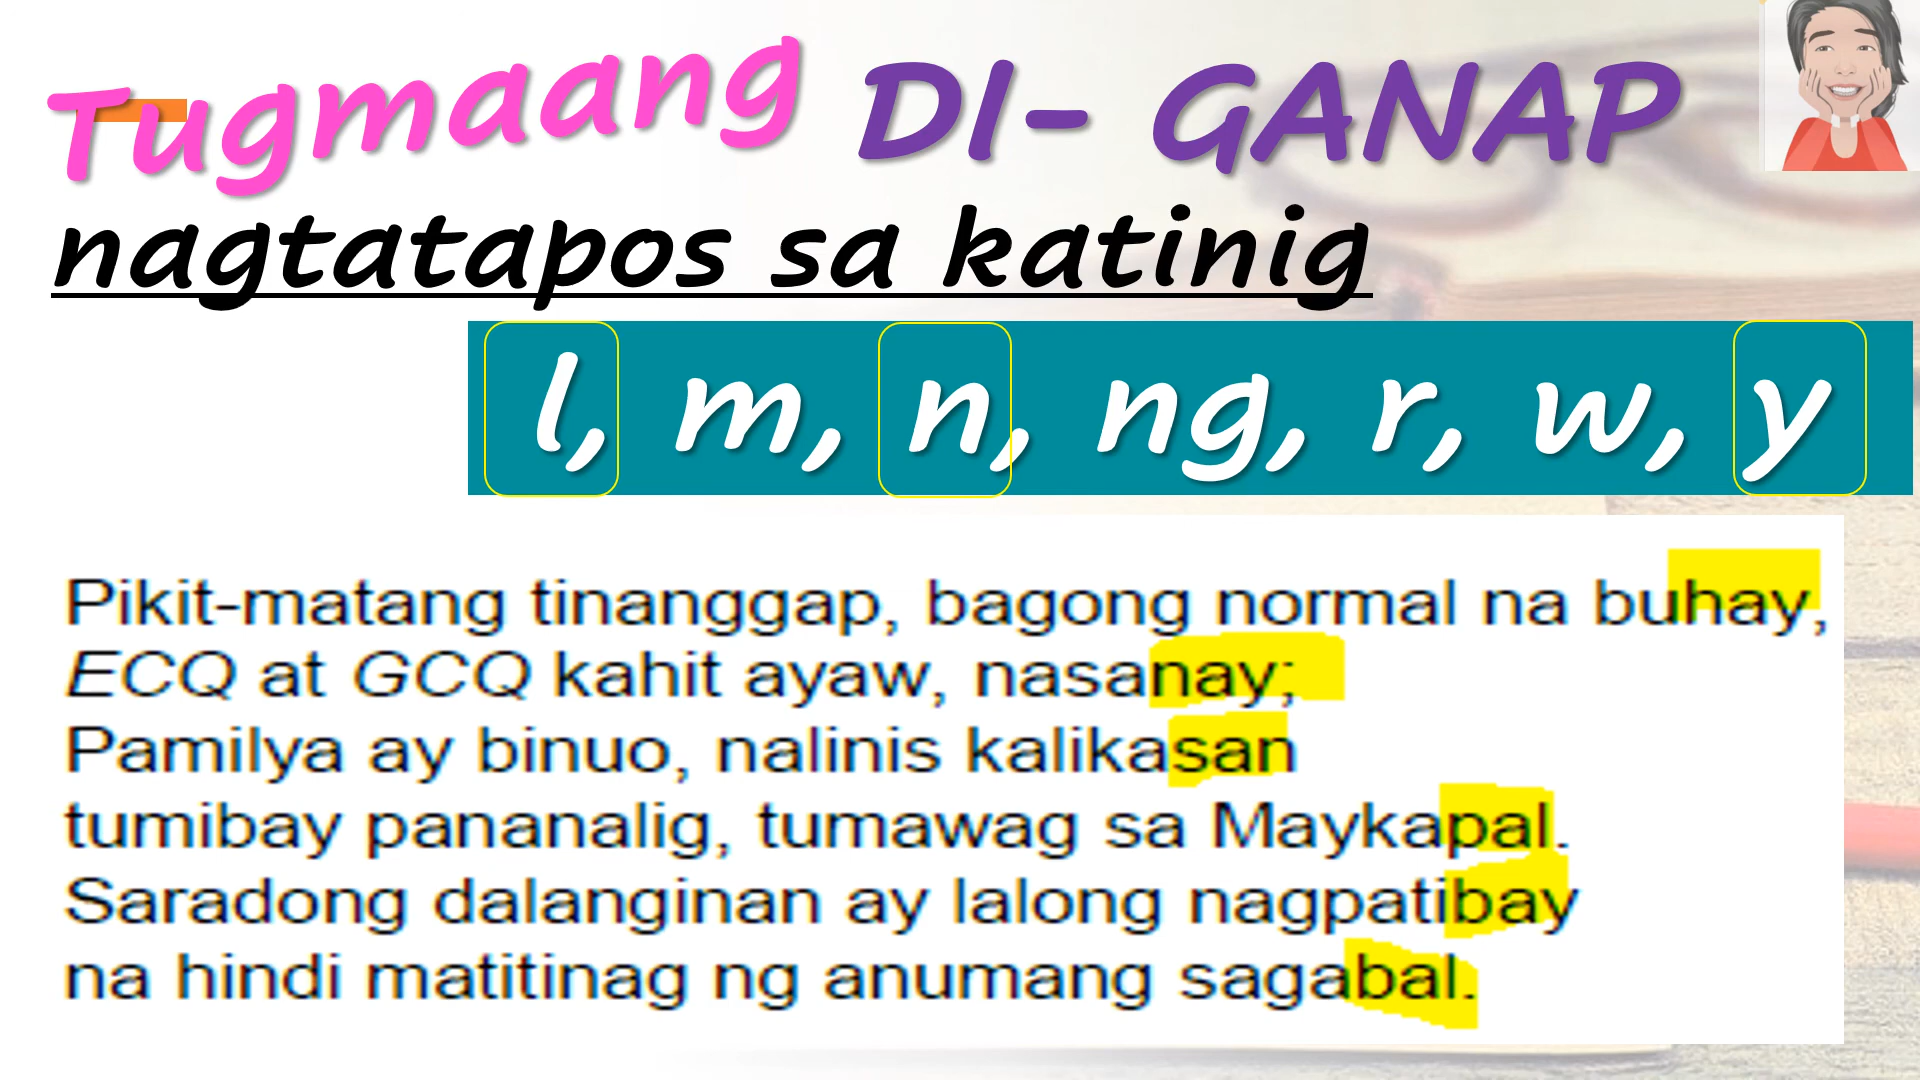 Tugmaang DI- GANAP
nagtatapos sa katinig
l, m, n, ng, r, w, y
Pikit-matang tinanggap, bagong normal na buhay,
ECQ at GCQ kahit ayaw, nasanay;
Pamilya ay binuo, nalinis kalikasan
tumibay pananalig, tumawag sa Maykapal.
Saradong dalanginan ay lalong nagpatibay
na hindi matitinag ng anumang sagabal.